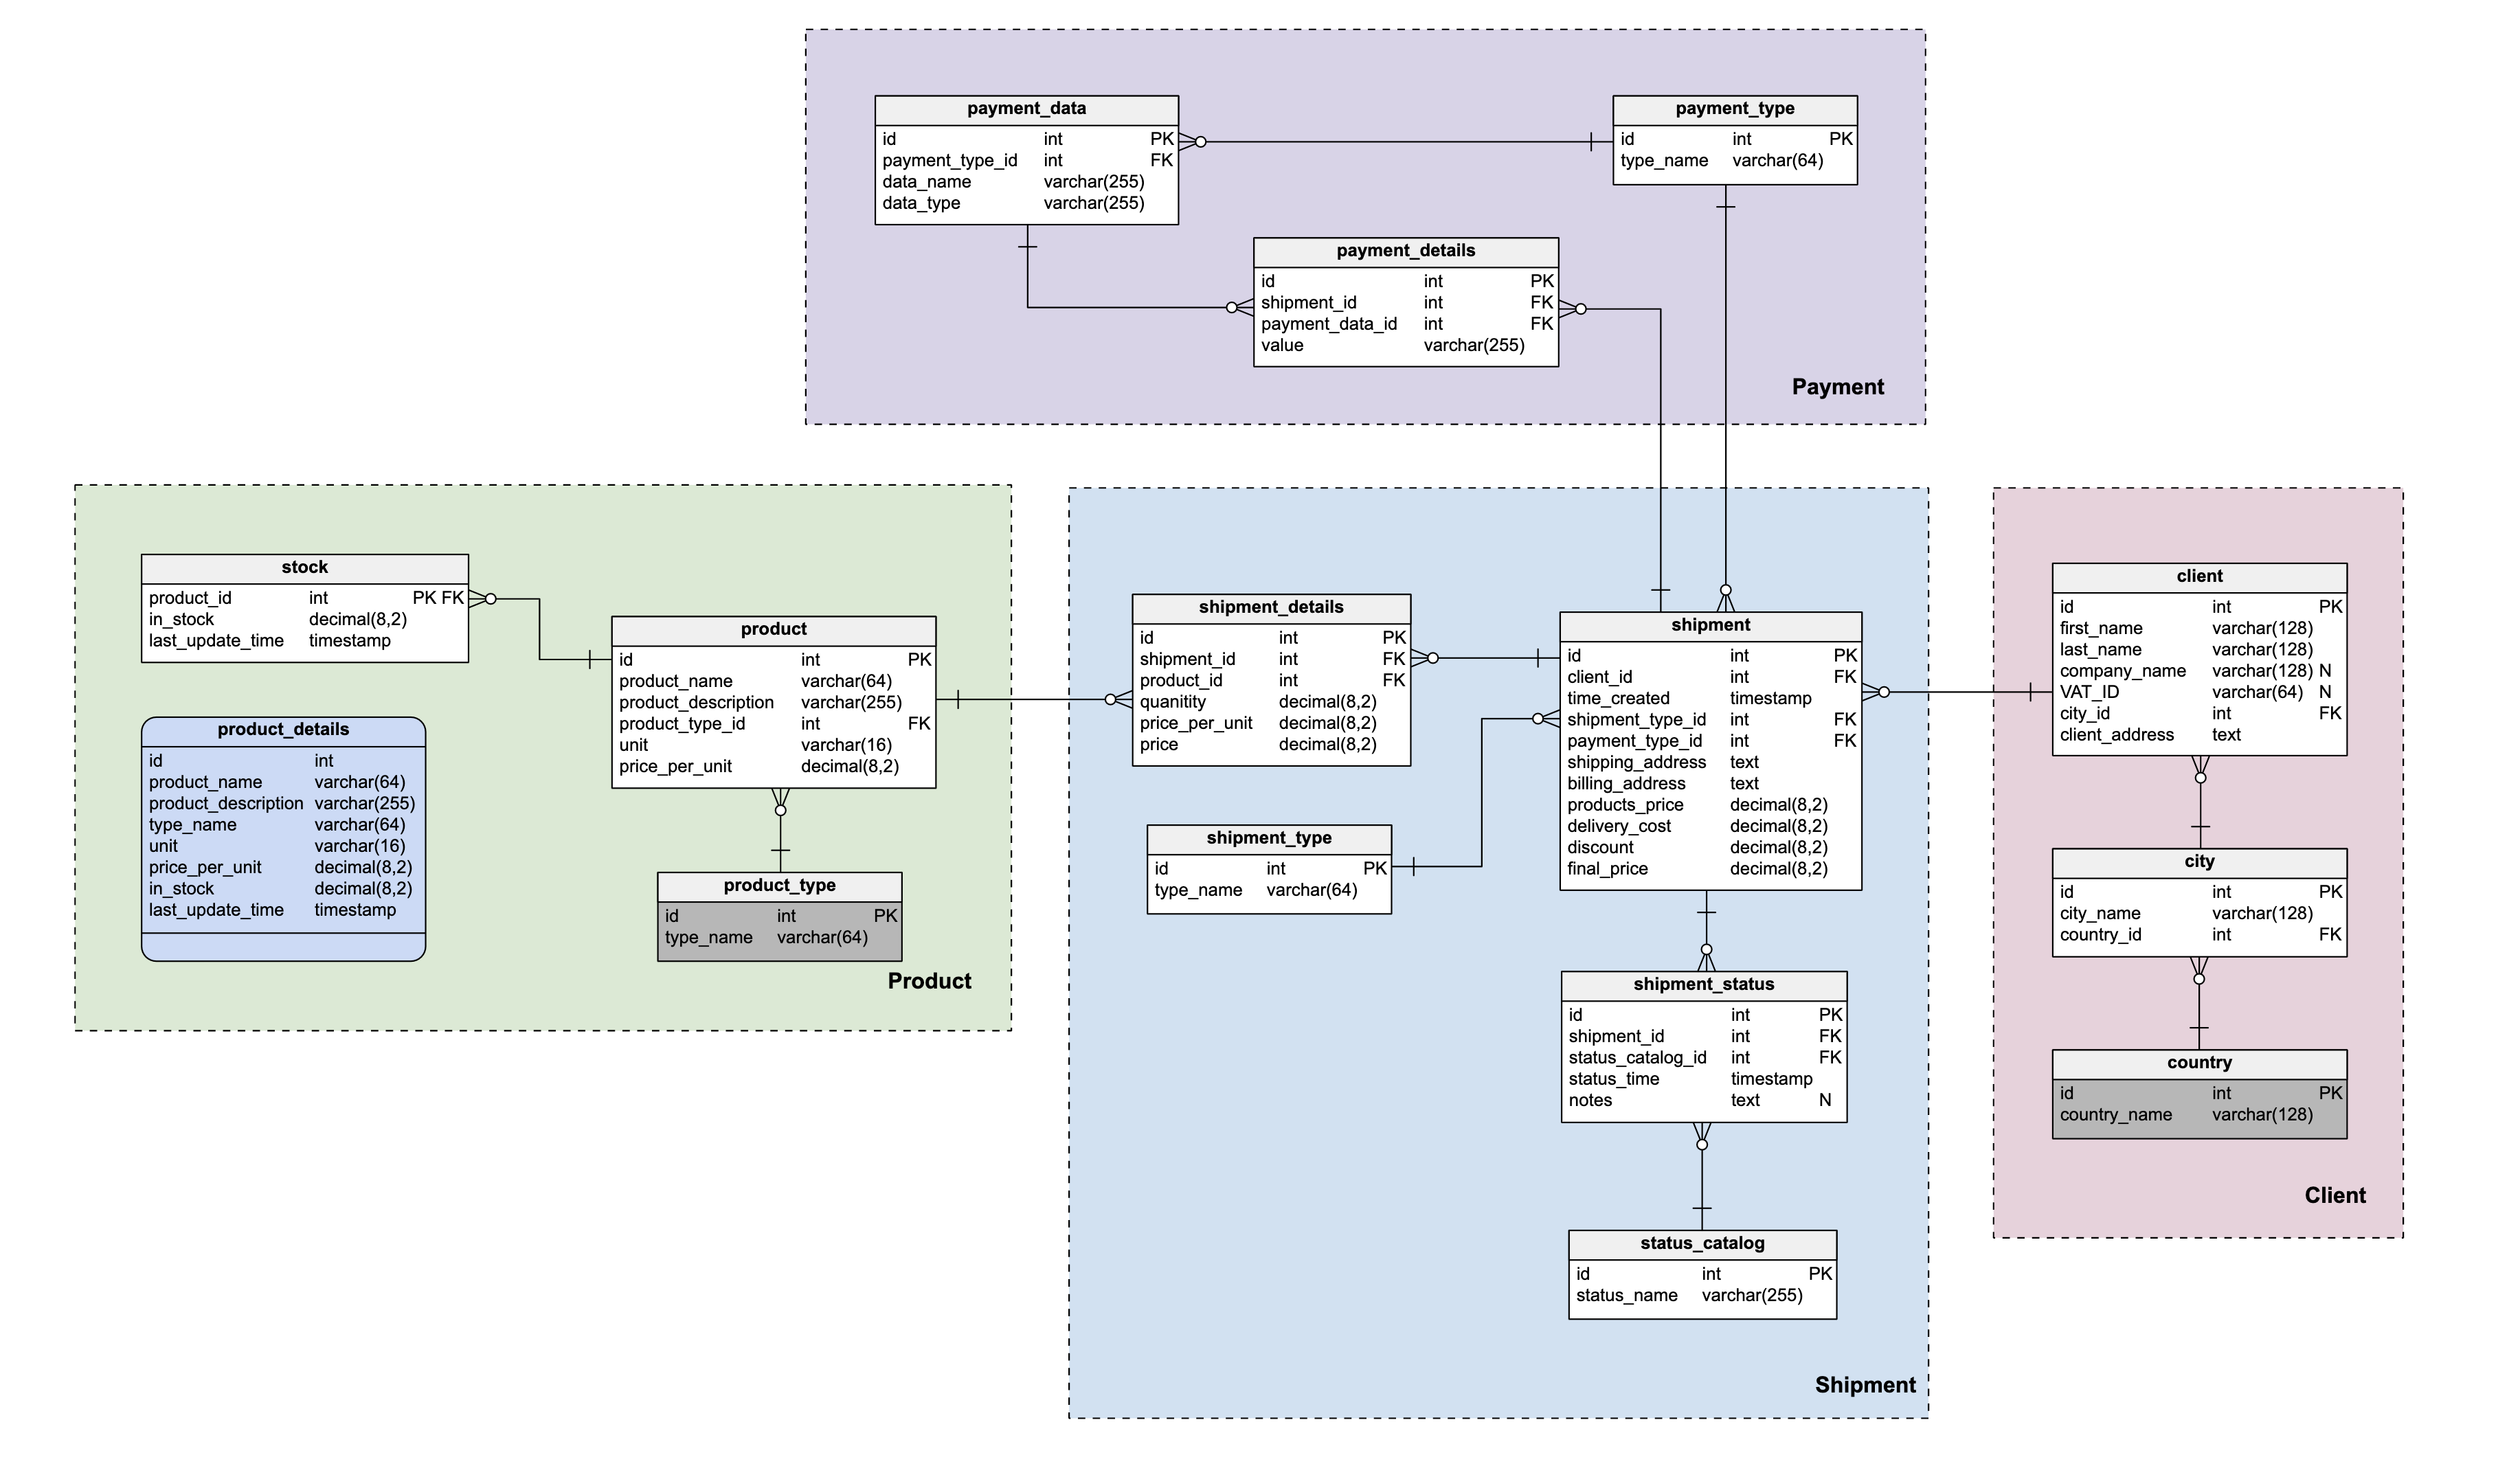 payment_data
id int PK
payment_type_id int FK
data_name varchar(255)
data_type varchar(255)
payment_type
id int PK
type_name varchar(64)
payment_details
id int PK
shipment_id int FK
payment_data_id int FK
value varchar(255)
Payment
stock
product_id int PK FK
in_stock decimal(8,2)
last_update_time timestamp
product
id int PK
product_name varchar(64)
product_description varchar(255)
product_type_id int FK
unit varchar(16)
price_per_unit decimal(8,2)
product_details
id int
product_name varchar(64)
product_description varchar(255)
type_name varchar(64)
unit varchar(16)
price_per_unit decimal(8,2)
in_stock decimal(8,2)
last_update_time timestamp
product_type
id int PK
type_name varchar(64)
Product
shipment_details
id int PK
shipment_id int FK
product_id int FK
quanitity decimal(8,2)
price_per_unit decimal(8,2)
price decimal(8,2)
shipment
id int PK
client_id int FK
time_created timestamp
shipment_type_id int FK
payment_type_id int FK
shipping_address text
billing_address text
products_price decimal(8,2)
delivery_cost decimal(8,2)
discount decimal(8,2)
final_price decimal(8,2)
shipment_type
id int PK
type_name varchar(64)
shipment_status
id int PK
shipment_id int FK
status_catalog_id int FK
status_time timestamp
notes text N
status_catalog
id int PK
status_name varchar(255)
Shipment
client
id int PK
first_name varchar(128)
last_name varchar(128)
company_name varchar(128) N
VAT_ID varchar(64) N
city_id int FK
client_address text
city
id int PK
city_name varchar(128)
country_id int FK
country
id int PK
country_name varchar(128)
Client